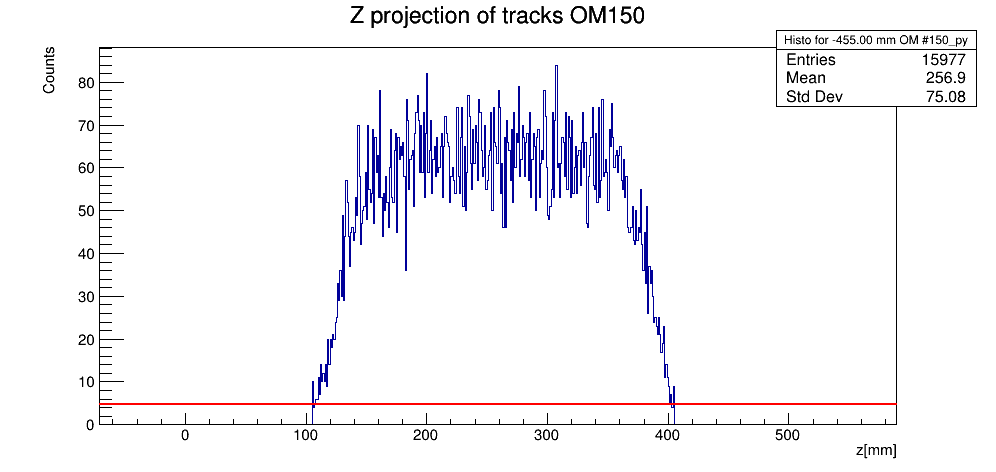 Z projection of tracks OM150
Histo for -455.00 mm OM #150_py
Entries 15977
Mean 256.9
Std Dev 75.08
Counts
80
70
60
50
40
30
20
10
0
0 100 200 300 400 500
z[mm]